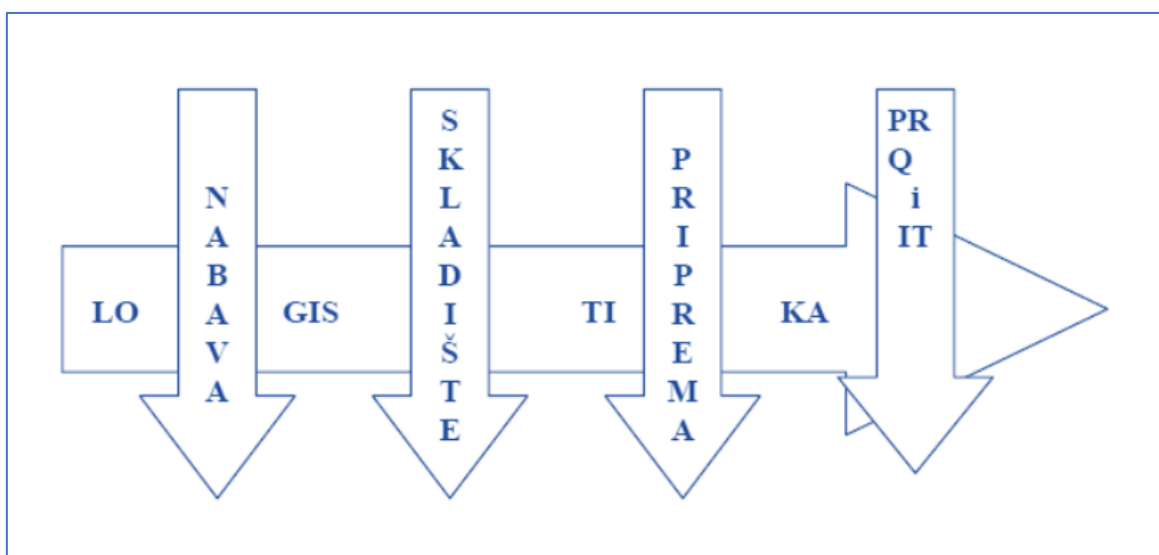 LO
NABAVA
GIS
SKLADIŠTE
TI
PRIPREMA
KA
PR
Q
i
IT